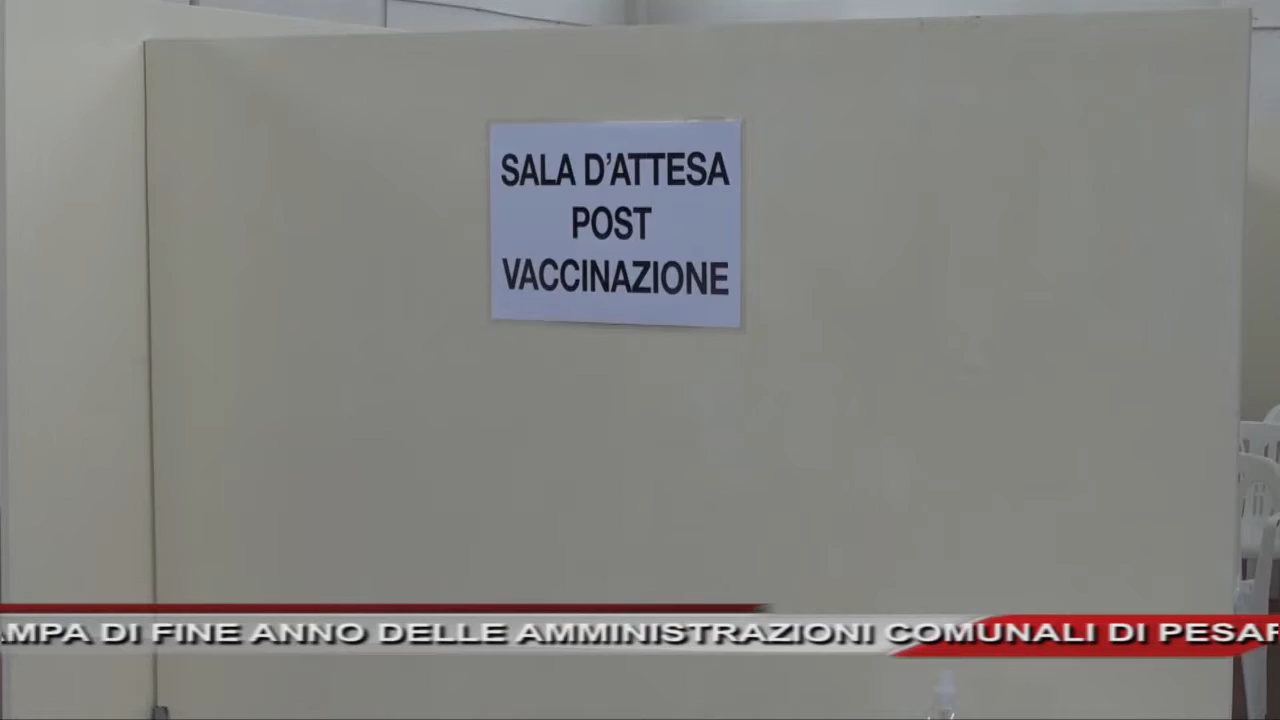 SALA D'ATTESA
POST
VACCINAZIONE
DI FINE ANNO DELLE AMMINISTRAZIONI COMUNALI DI